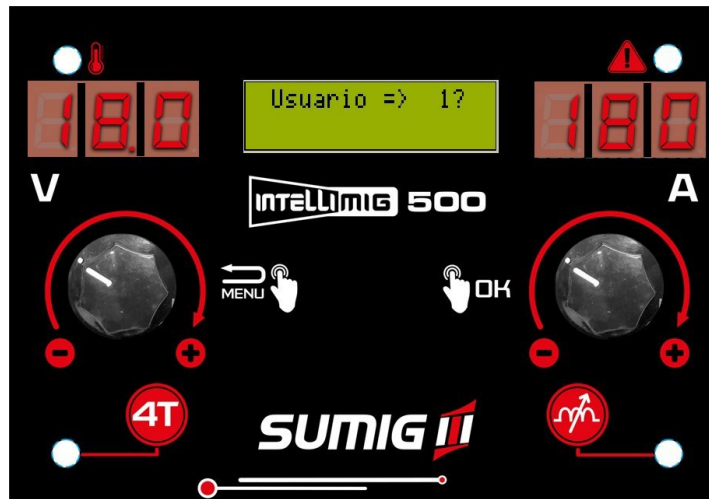 18.0
Usuario => 1?
180
V
INTELLIMIG 500
A
MENU
OK
4T
SUMIG